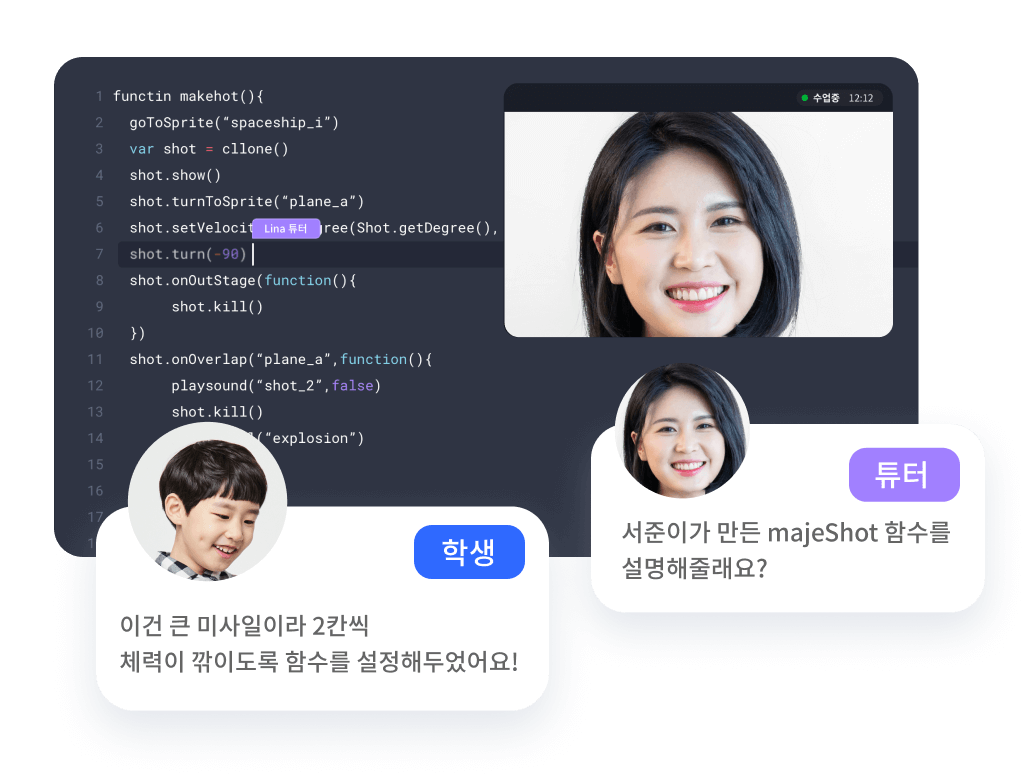 1 functin makehot(){
2 goToSprite(“spaceship_i”)
3 var shot = cllone()
4 shot.show()
5 shot.turnToSprite(“plane_a”)
6 shot.setVelocit gree(Shot.getDegree(),
Lina 튜터
7 shot.turn(-90)
8 shot.onOutStage(function(){
9 shot.kill()
10 })
11 shot.onOverlap(“plane_a”,function(){
12 playsound(“shot_2”,false)
13 shot.kill()
14 (“explosion”)
15
16
17
수업중 12:12
튜터
서준이가 만든 majeShot 함수를
설명해줄래요?
학생
이건 큰 미사일이라 2칸씩
체력이 깎이도록 함수를 설정해두었어요!